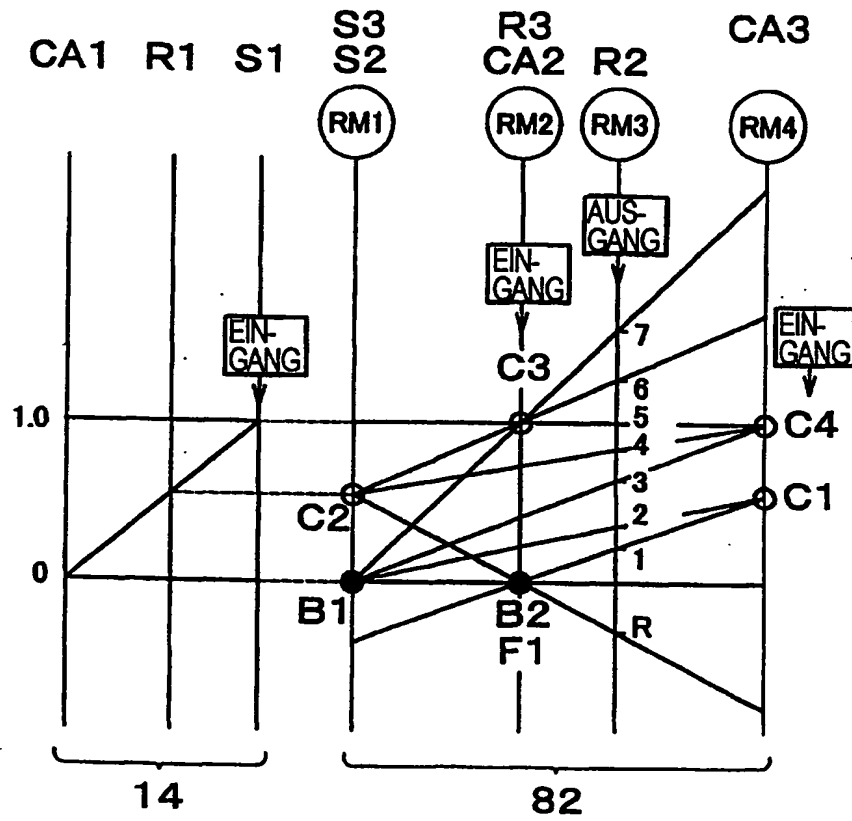 S3 R3
CA1 R1 S1 S2 CA2 R2 CA3
RM1 RM2 RM3 RM4
AUS-
GANG
EIN-
GANG
EIN-
GANG
EIN-
GANG
7
C3
6
1.0
5
C4
4
3
C1
C2
2
1
0
B1
B2
R
F1
14
82